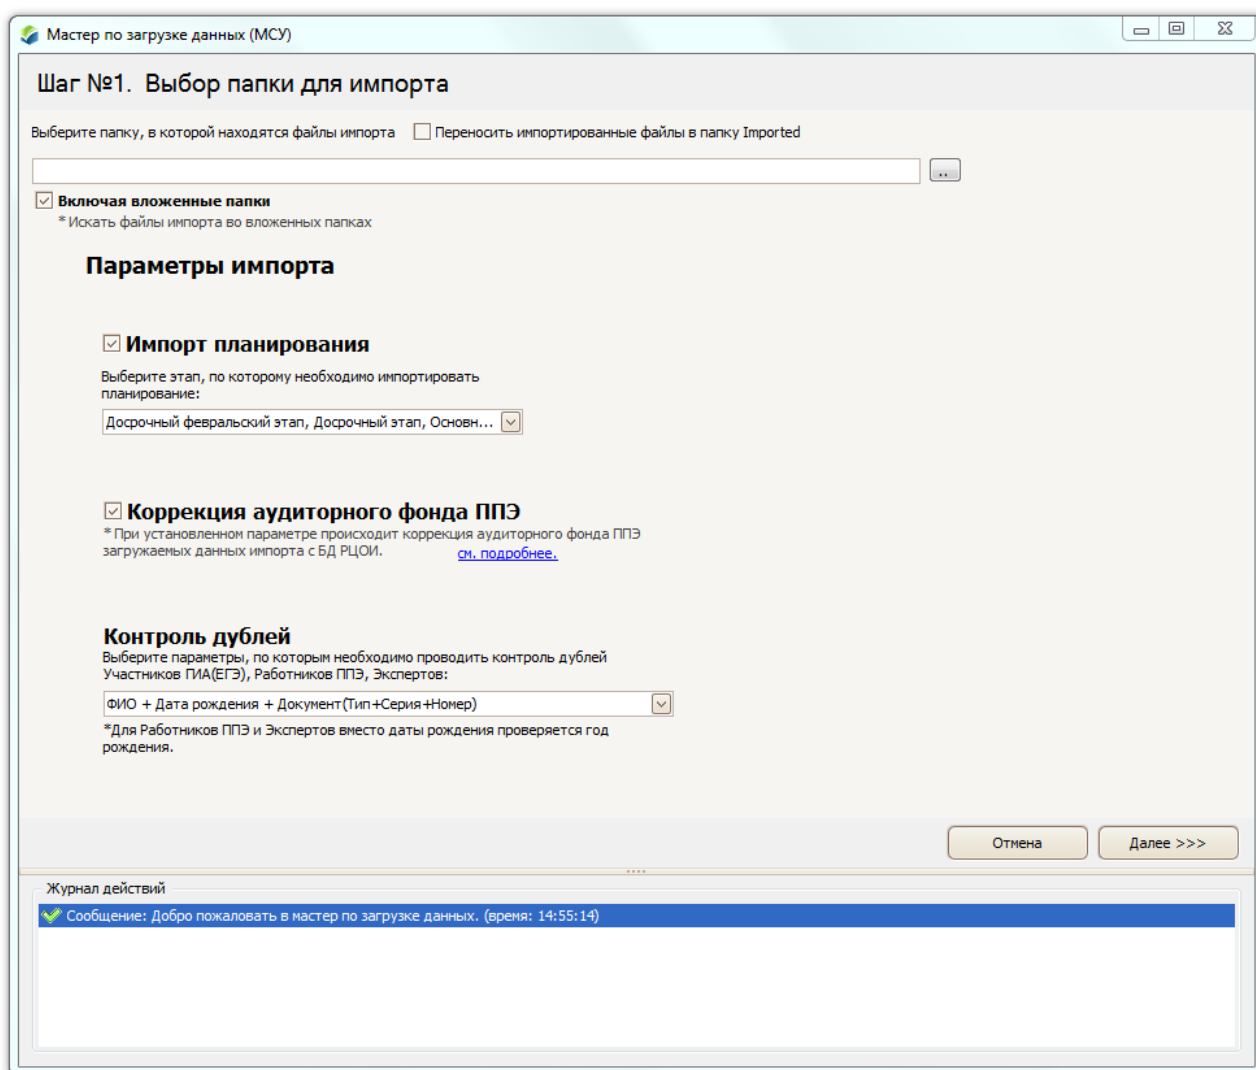 Мастер по загрузке данных (МСУ)
Шаг №1. Выбор папки для импорта
Выберите папку, в которой находятся файлы импорта Переносить импортированные файлы в папку Imported
..
Включая вложенные папки
* Искать файлы импорта во вложенных папках
Параметры импорта
Импорт планирования
Выберите этап, по которому необходимо импортировать
планирование:
Досрочный февральский этап, Досрочный этап, Основн...
Коррекция аудиторного фонда ППЭ
* При установленном параметре происходит коррекция аудиторного фонда ППЭ
загружаемых данных импорта с БД РЦОИ. см. подробнее.
Контроль дублей
Выберите параметры, по которым необходимо проводить контроль дублей
Участников ГИА(ЕГЭ), Работников ППЭ, Экспертов:
ФИО + Дата рождения + Документ(Тип+Серия+Номер)
*Для Работников ППЭ и Экспертов вместо даты рождения проверяется год
рождения.
Отмена Далее >>>
Журнал действий
Сообщение: Добро пожаловать в мастер по загрузке данных. (время: 14:55:14)